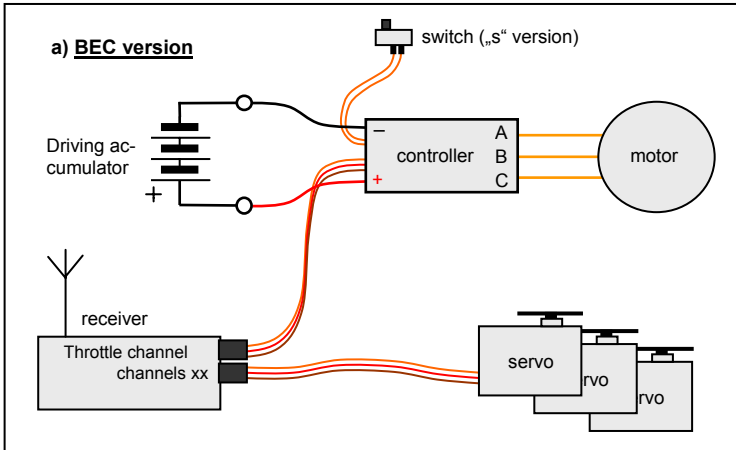 a) BEC version
switch („s“ version)
Driving ac-
cumulator
+
−
+
controller
A
B
C
motor
receiver
Throttle channel
channels xx
servo
rvo
rvo